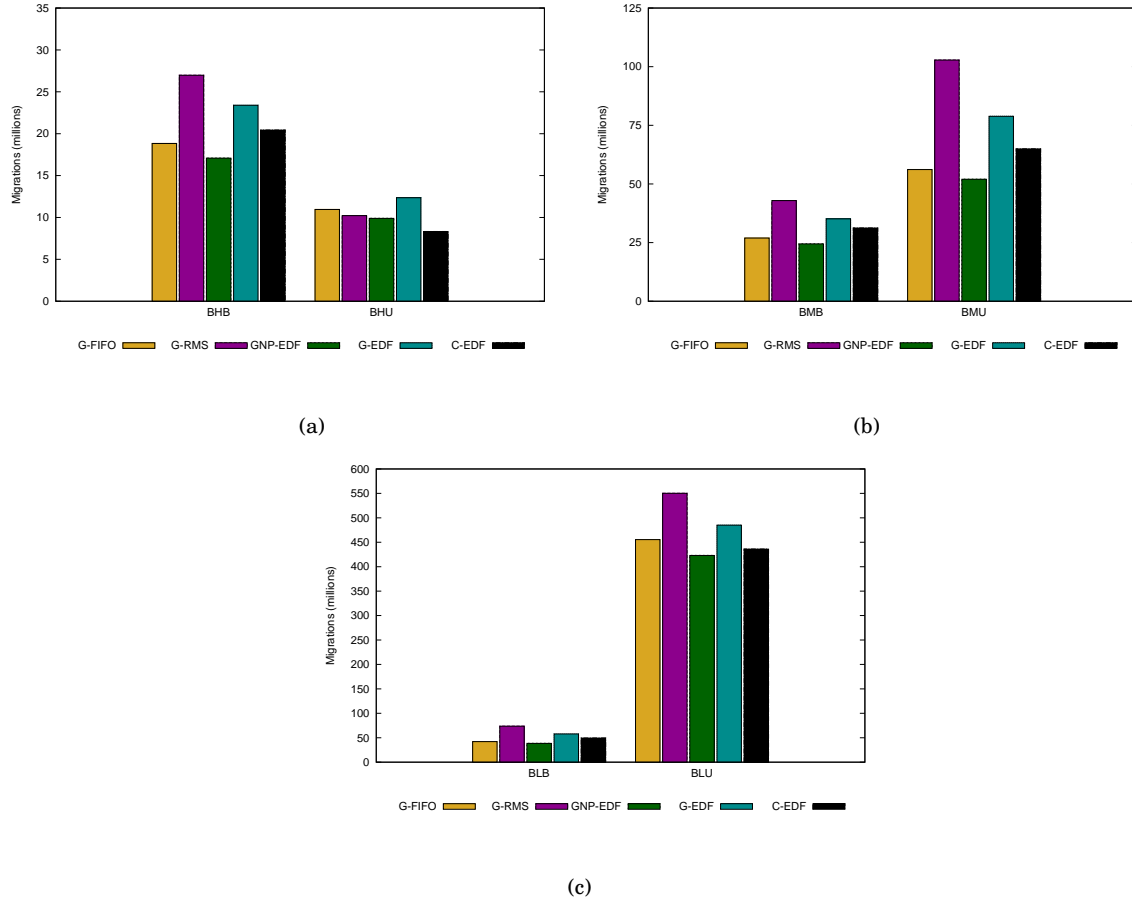 35
30
25
20
15
10
5
0
Migrations (millions)
BHB BHU
G-FIFO G-RMS GNP-EDF G-EDF C-EDF
(a)
125
100
75
50
25
0
Migrations (millions)
BMB BMU
G-FIFO G-RMS GNP-EDF G-EDF C-EDF
(b)
600
550
500
450
400
350
300
250
200
150
100
50
0
Migrations (millions)
BLB BLU
G-FIFO G-RMS GNP-EDF G-EDF C-EDF
(c)